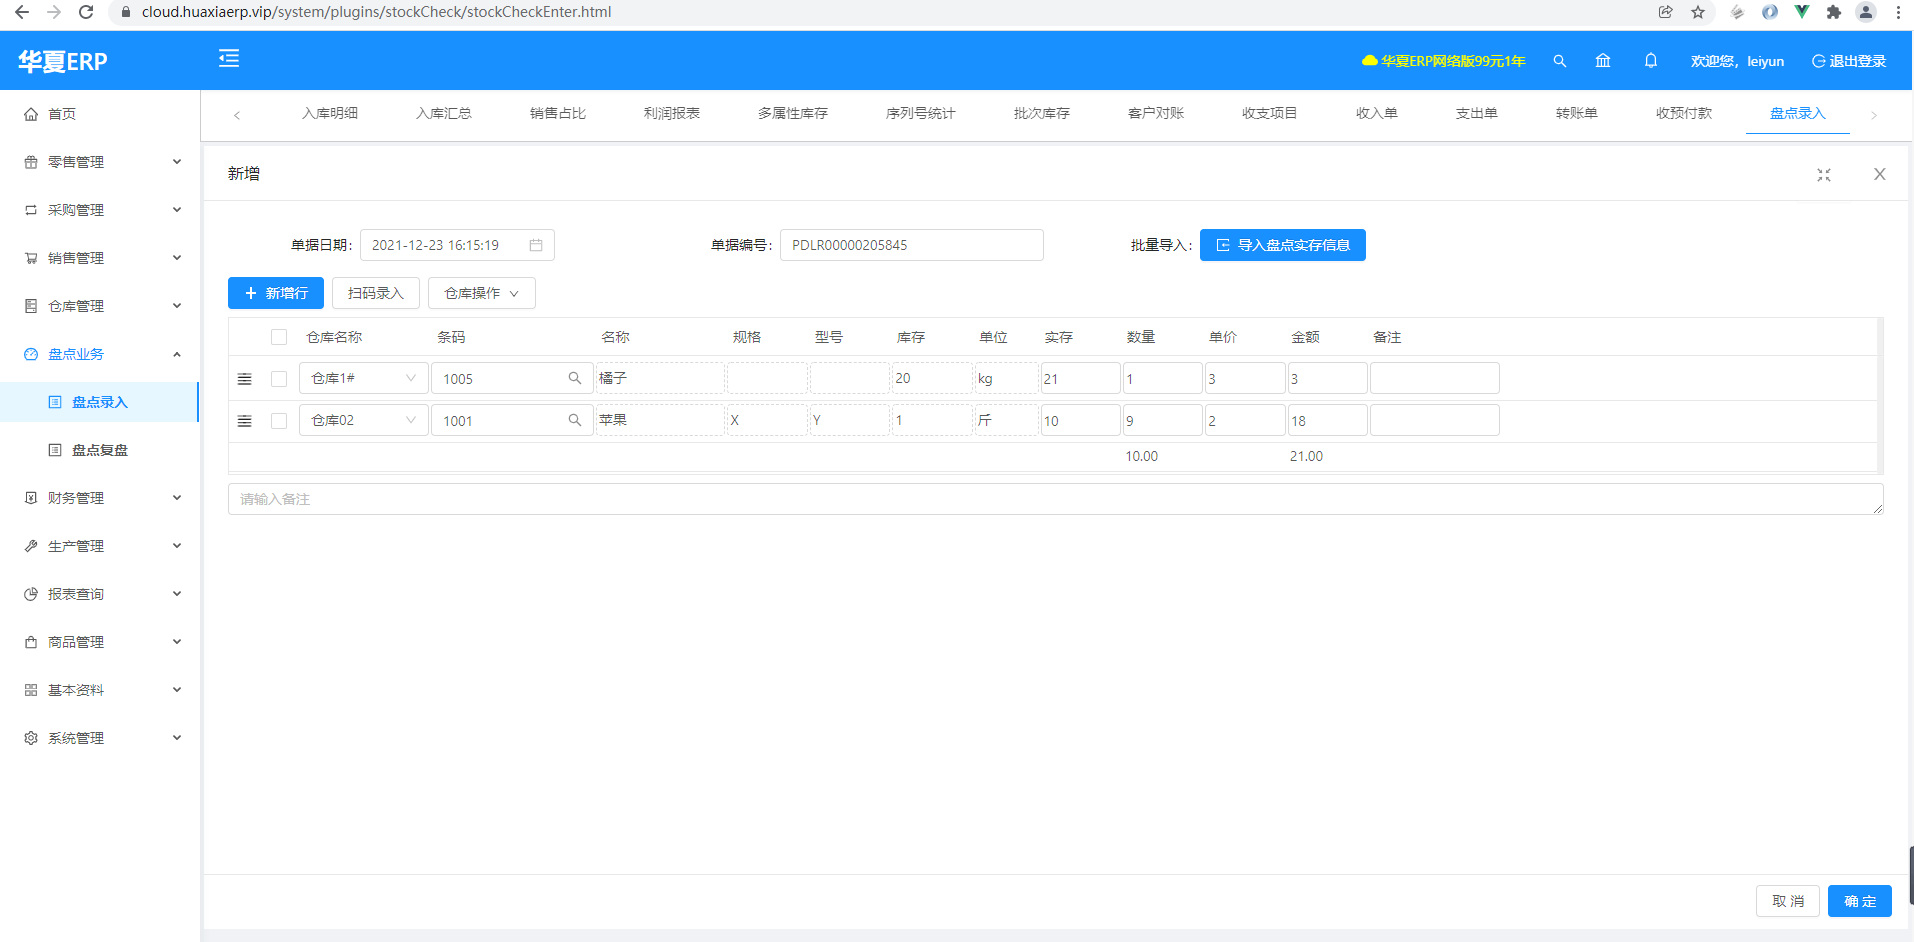 cloud.huaxiaerp.vip/system/plugins/stockCheck/stockCheckEnter.html
华夏ERP
华夏ERP网络版99元1年
欢迎您，leiyun
退出登录
首页
零售管理
采购管理
销售管理
仓库管理
盘点业务
盘点录入
盘点复盘
财务管理
生产管理
报表查询
商品管理
基本资料
系统管理
入库明细 入库汇总 销售占比 利润报表 多属性库存 序列号统计 批次库存 客户对账 收支项目 收入单 支出单 转账单 收预付款 盘点录入
新增 X
单据日期： 2021-12-23 16:15:19 单据编号： PDLR00000205845 批量导入： 导入盘点实存信息
+ 新增行 扫码录入 仓库操作
仓库名称 条码 名称 规格 型号 库存 单位 实存 数量 单价 金额 备注
仓库1# 1005 橘子 20 kg 21 1 3 3
仓库02 1001 苹果 X Y 1 斤 10 9 2 18
10.00 21.00
请输入备注
取 消 确 定